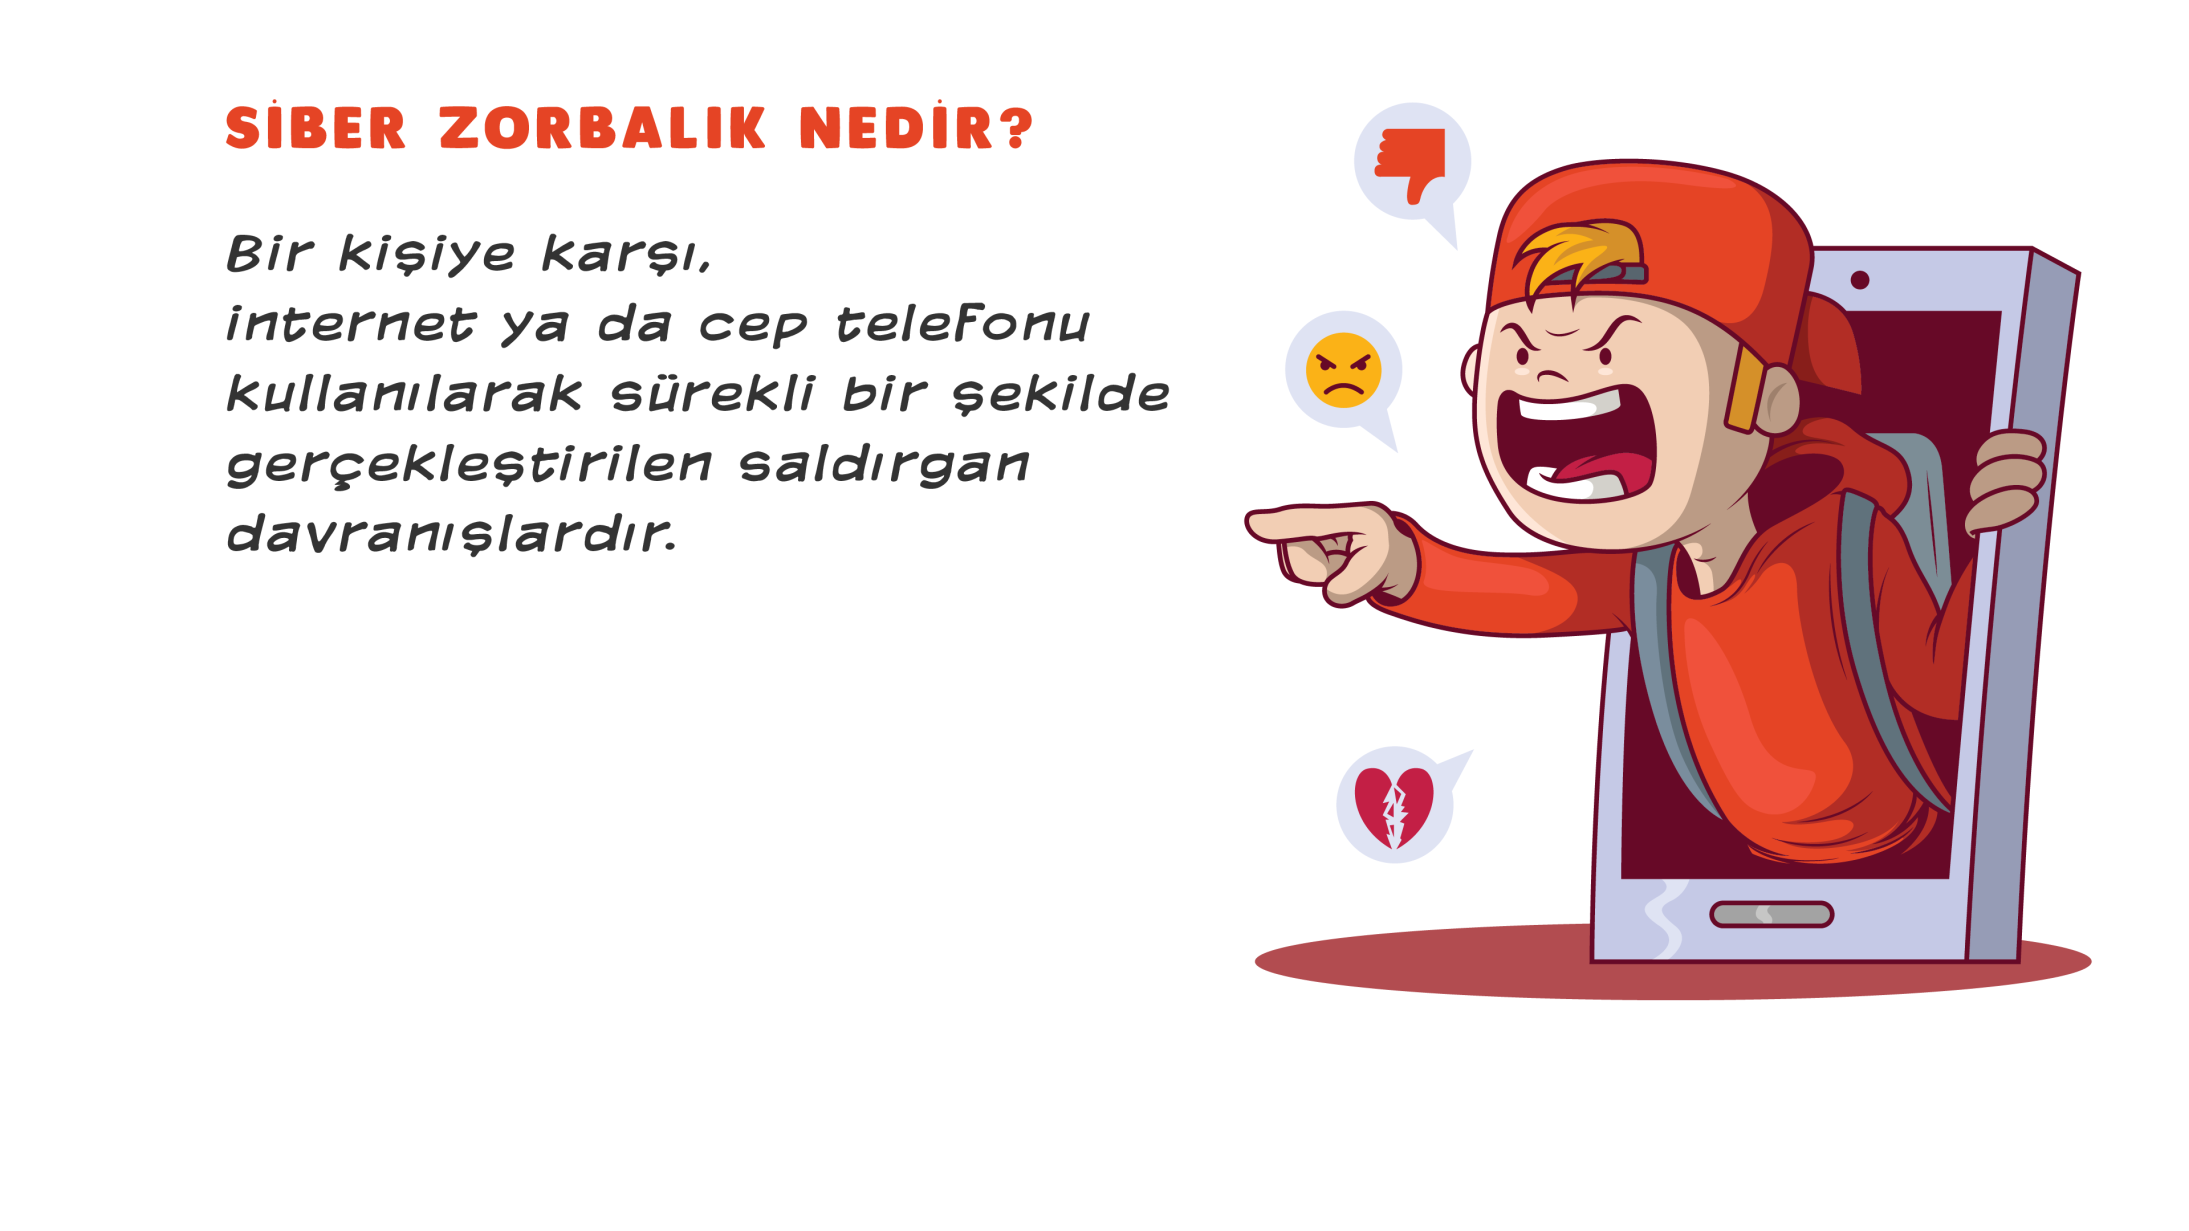 SİBER ZORBALIK NEDİR?
Bir kişiye karşı,
internet ya da cep telefonu
kullanılarak sürekli bir şekilde
gerçekleştirilen saldırgan
davranışlardır.